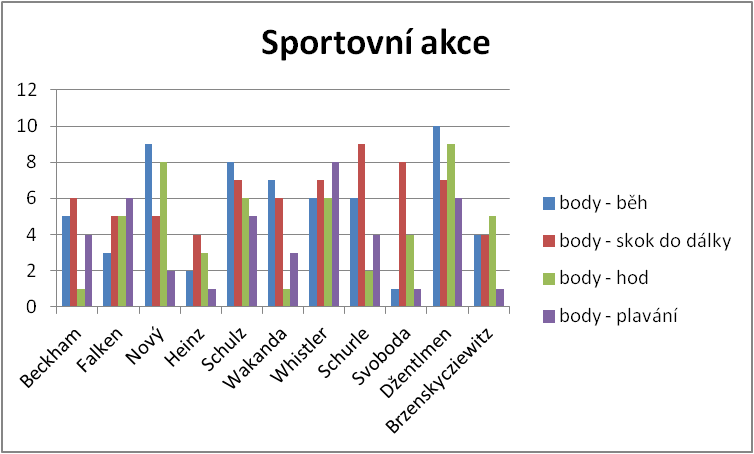 Sportovní akce
12
10
8
6
4
2
0
Beckham
Falken
Nový
Heinz
Schulz
Wakanda
Whistler
Schurle
Svoboda
Džentlmen
Brzenskycziewitz
body - běh
body - skok do dálky
body - hod
body - plavání